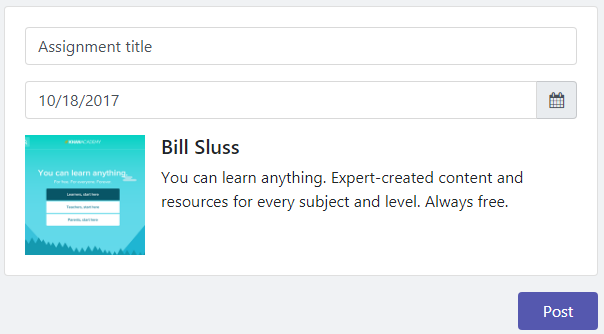 Assignment title
10/18/2017
KHANACADEMY
You can learn anything.
For free. For everyone. Forever.
Learners, start here
Teachers, start here
Parents, start here
Bill Sluss
You can learn anything. Expert-created content and
resources for every subject and level. Always free.
Post